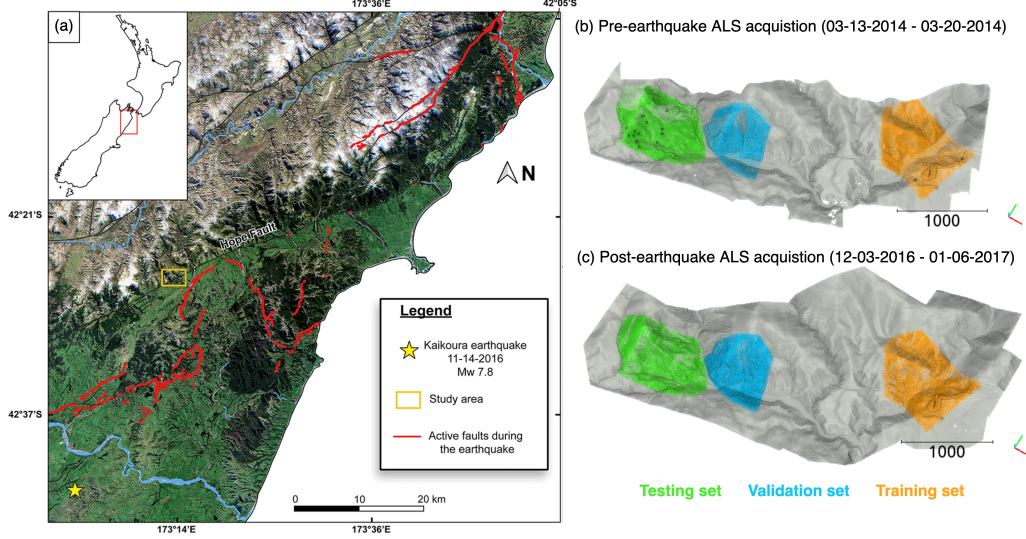 173°36'E
42°05'S
(a)
N
42°21'S
Hope Fault
42°37'S
Legend
Kaikoura earthquake
11-14-2016
Mw 7.8
Study area
Active faults during
the earthquake
0 10 20 km
173°14'E
173°36'E
(b) Pre-earthquake ALS acquistion (03-13-2014 - 03-20-2014)
1000
(c) Post-earthquake ALS acquistion (12-03-2016 - 01-06-2017)
1000
Testing set
Validation set
Training set